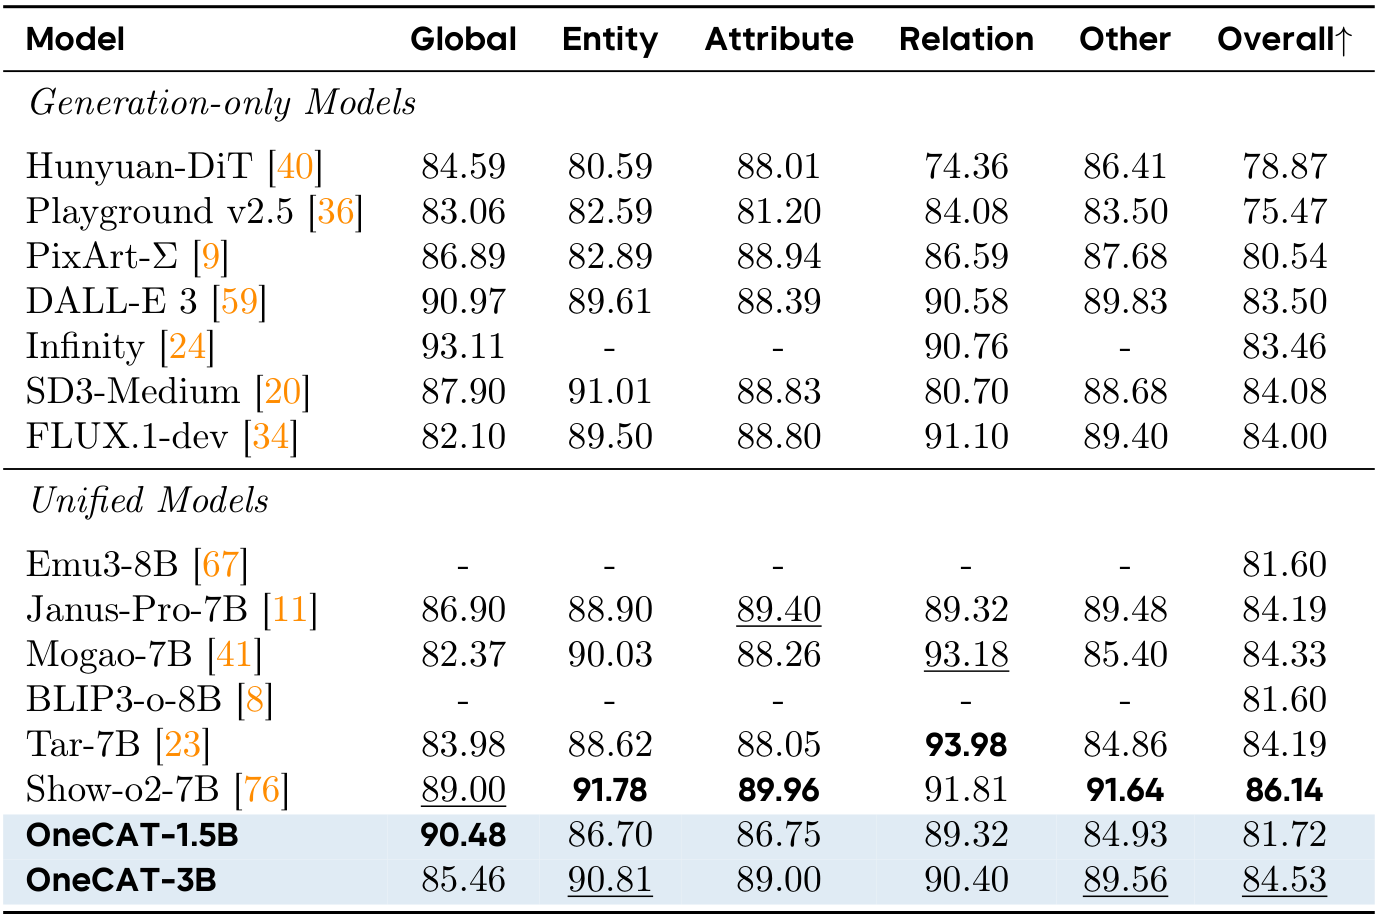 Model Global Entity Attribute Relation Other Overall↑
Generation-only Models
Hunyuan-DiT [40] 84.59 80.59 88.01 74.36 86.41 78.87
Playground v2.5 [36] 83.06 82.59 81.20 84.08 83.50 75.47
PixArt-Σ [9] 86.89 82.89 88.94 86.59 87.68 80.54
DALL-E 3 [59] 90.97 89.61 88.39 90.58 89.83 83.50
Infinity [24] 93.11 - - 90.76 - 83.46
SD3-Medium [20] 87.90 91.01 88.83 80.70 88.68 84.08
FLUX.1-dev [34] 82.10 89.50 88.80 91.10 89.40 84.00
Unified Models
Emu3-8B [67] - - - - - 81.60
Janus-Pro-7B [11] 86.90 88.90 89.40 89.32 89.48 84.19
Mogao-7B [41] 82.37 90.03 88.26 93.18 85.40 84.33
BLIP3-o-8B [8] - - - - - 81.60
Tar-7B [23] 83.98 88.62 88.05 93.98 84.86 84.19
Show-o2-7B [76] 89.00 91.78 89.96 91.81 91.64 86.14
OneCAT-1.5B 90.48 86.70 86.75 89.32 84.93 81.72
OneCAT-3B 85.46 90.81 89.00 90.40 89.56 84.53